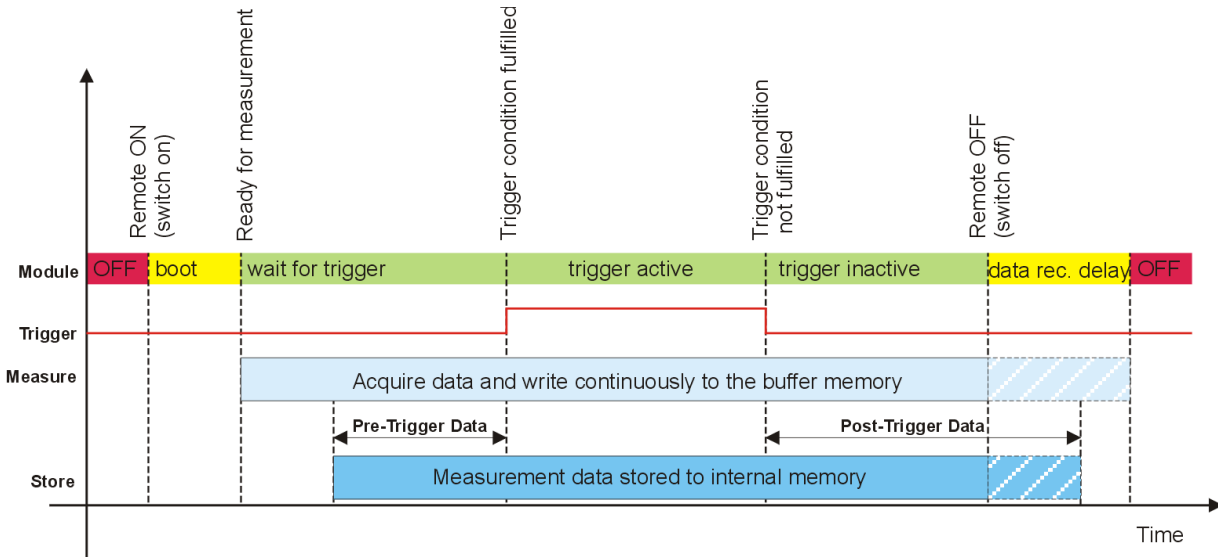 Remote ON
(switch on)
Ready for measurement
Trigger condition fulfilled
Trigger condition
not fulfilled
Remote OFF
(switch off)
Module
OFF
boot
wait for trigger
trigger active
trigger inactive
data rec. delay
OFF
Trigger
Measure
Acquire data and write continuously to the buffer memory
Pre-Trigger Data
Post-Trigger Data
Store
Measurement data stored to internal memory
Time